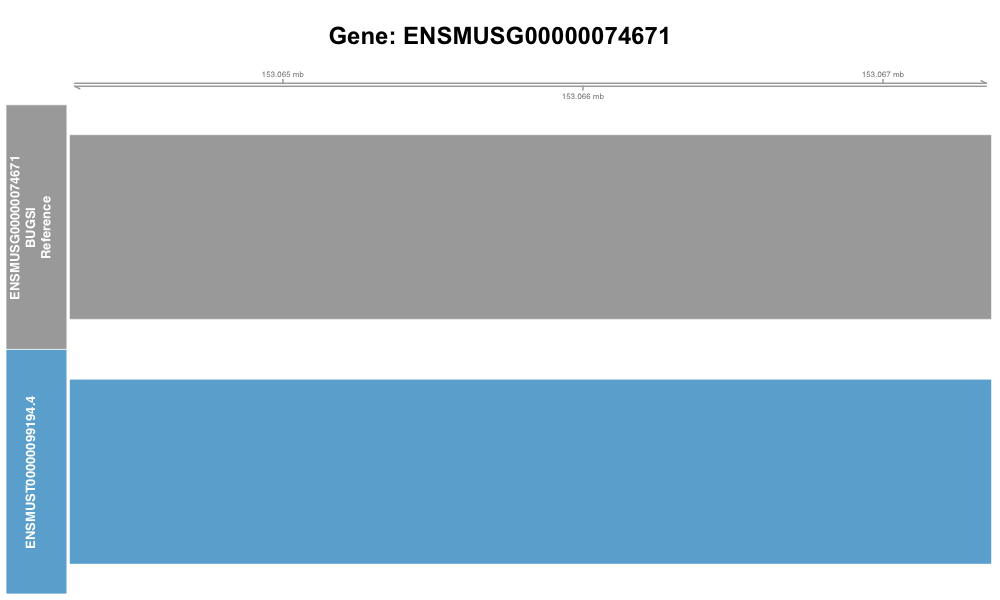 Gene: ENSMUSG00000074671
153.065 mb
153.067 mb
153.066 mb
ENSMUSG00000074671
BUGSI
Reference
ENSMUST00000099194.4